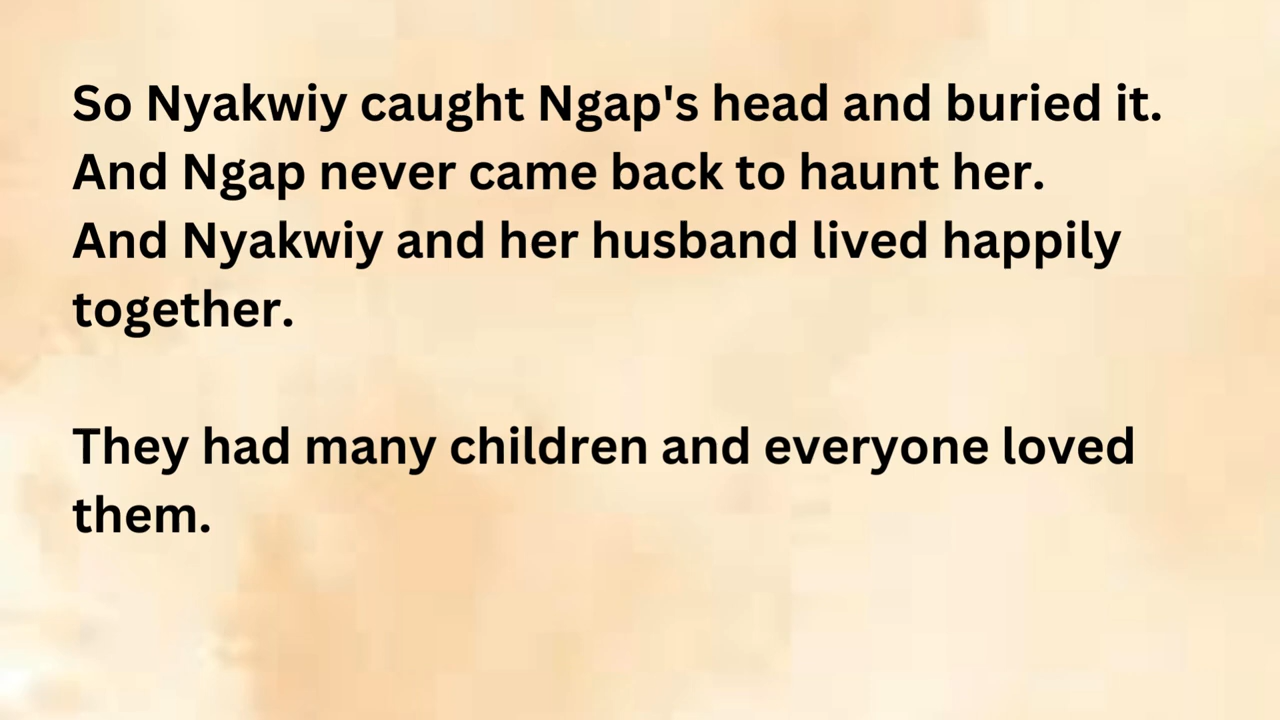 So Nyakwiy caught Ngap's head and buried it.
And Ngap never came back to haunt her.
And Nyakwiy and her husband lived happily
together.
They had many children and everyone loved
them.